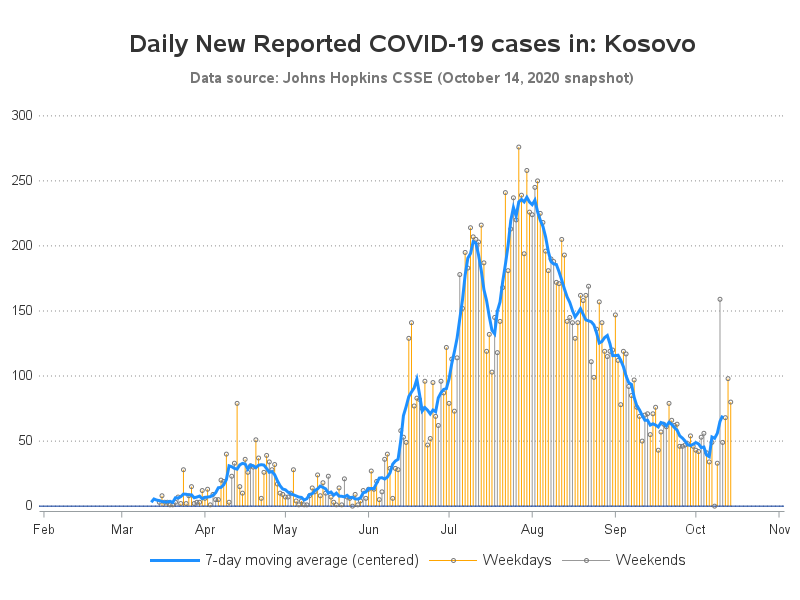 Daily New Reported COVID-19 cases in: Kosovo
Data source: Johns Hopkins CSSE (October 14, 2020 snapshot)
300
250
200
150
100
50
0
Feb Mar Apr May Jun Jul Aug Sep Oct Nov
7-day moving average (centered) Weekdays Weekends